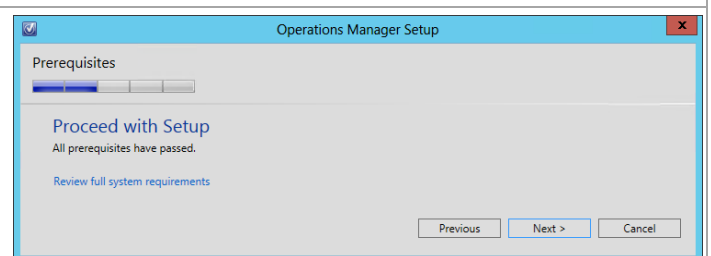 Operations Manager Setup
x
Prerequisites
Proceed with Setup
All prerequisites have passed.
Review full system requirements
Previous Next > Cancel